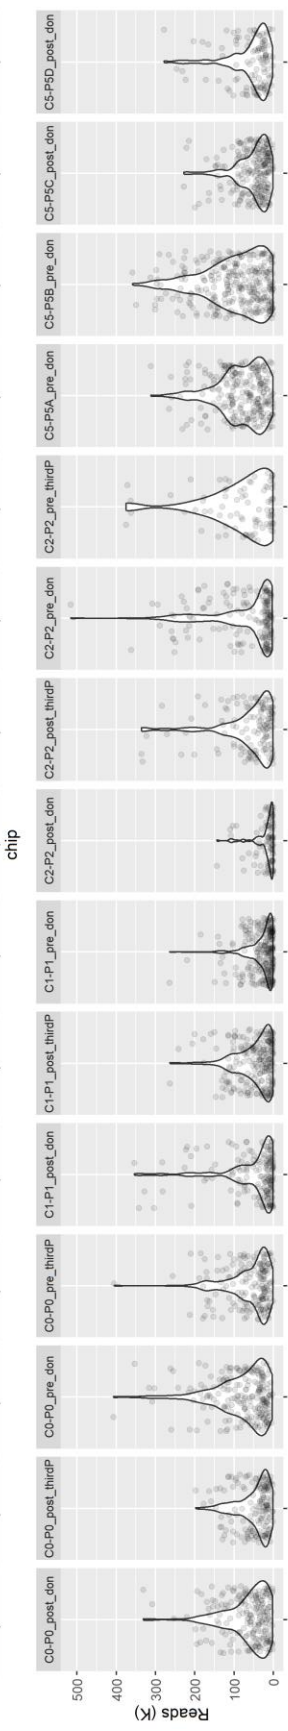 chip
C0-P0_post_don
C0-P0_post_thirdP
C0-P0_pre_don
C0-P0_pre_thirdP
C1-P1_post_don
C1-P1_post_thirdP
C1-P1_pre_don
C2-P2_post_don
C2-P2_post_thirdP
C2-P2_pre_don
C2-P2_pre_thirdP
C5-P5A_pre_don
C5-P5B_pre_don
C5-P5C_post_don
C5-P5D_post_don
Reads (K)
500
400
300
200
100
0